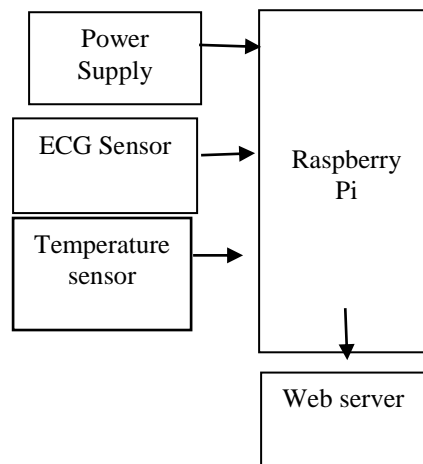 Power
Supply
ECG Sensor
Temperature
sensor
Raspberry
Pi
Web server